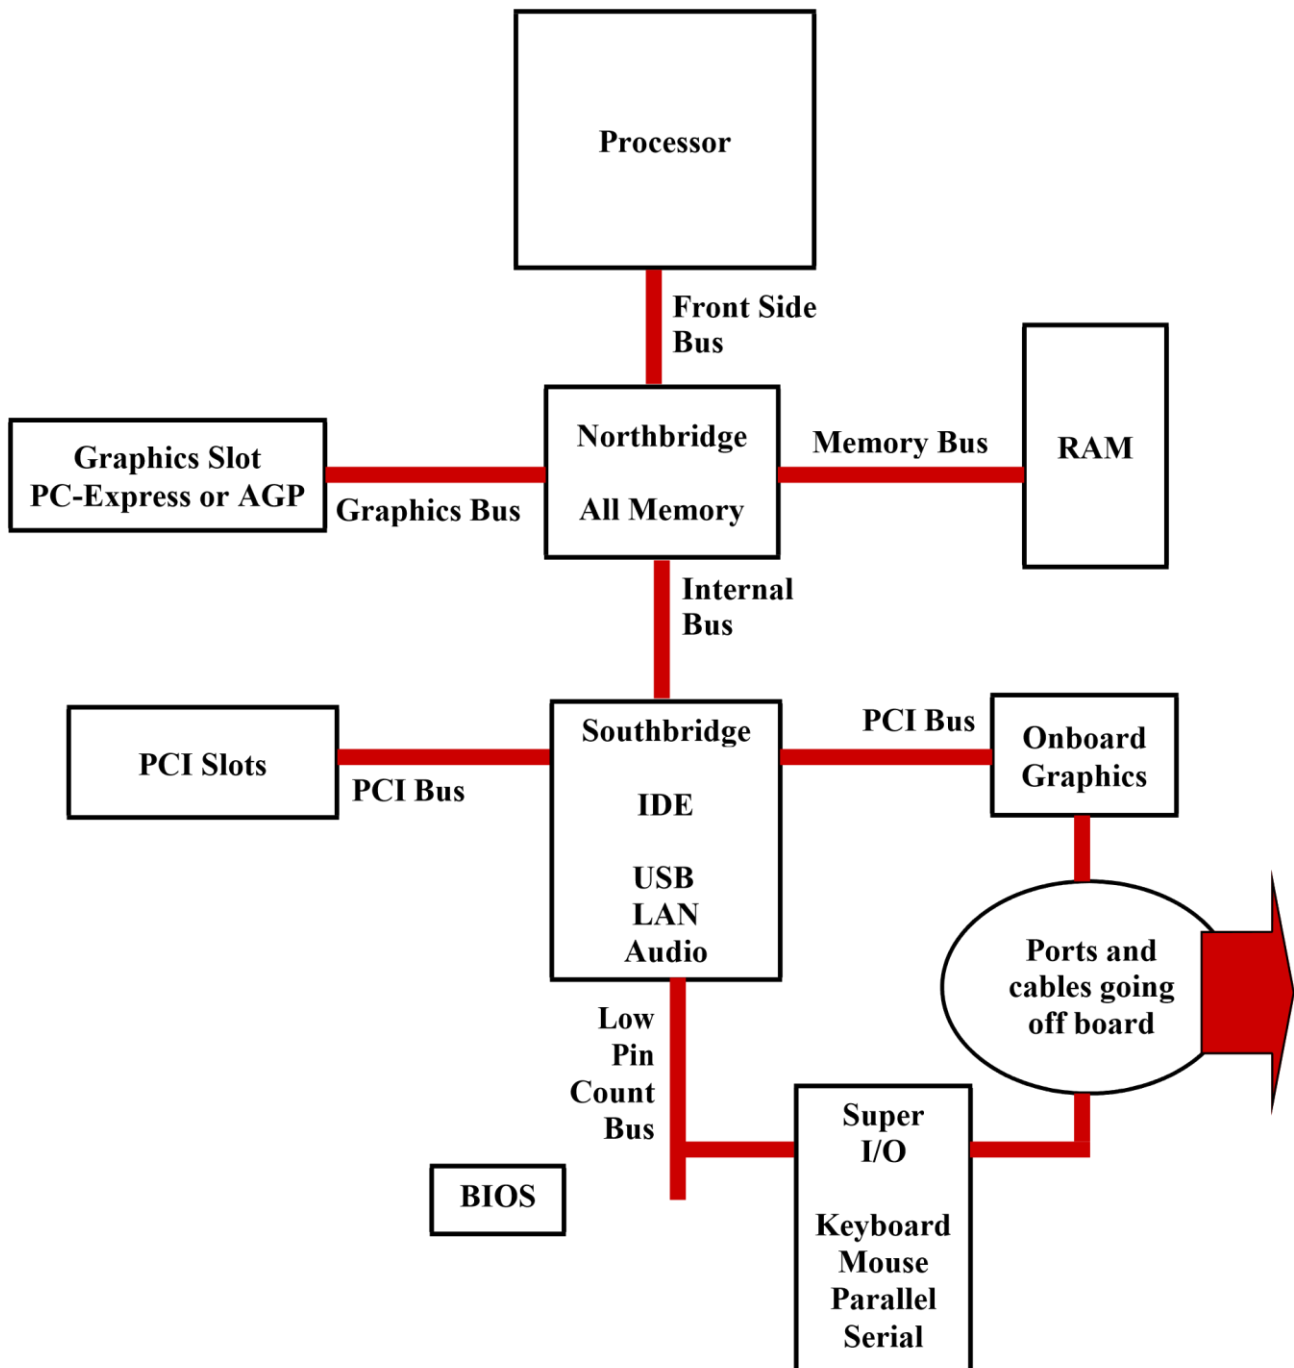 Processor
Front Side
Bus
Northbridge
All Memory
Memory Bus
RAM
Graphics Slot
PC-Express or AGP
Graphics Bus
Internal
Bus
Southbridge
IDE
USB
LAN
Audio
PCI Slots
PCI Bus
PCI Bus
Onboard
Graphics
Ports and
cables going
off board
Low
Pin
Count
Bus
BIOS
Super
I/O
Keyboard
Mouse
Parallel
Serial